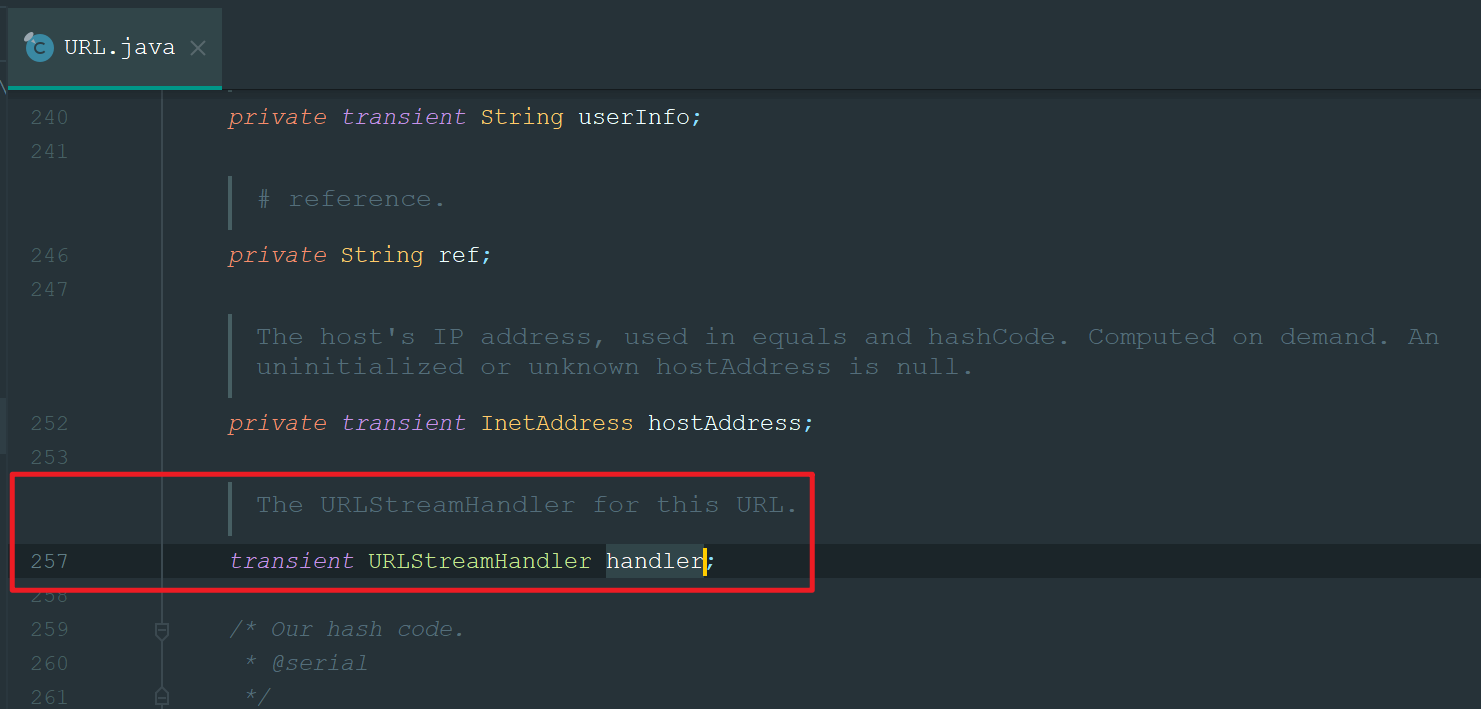 URL.java
240 private transient String userInfo;
241
# reference.
246 private String ref;
247
The host's IP address, used in equals and hashCode. Computed on demand. An
uninitialized or unknown hostAddress is null.
252 private transient InetAddress hostAddress;
253
The URLStreamHandler for this URL.
257 transient URLStreamHandler handler;
258
259 /* Our hash code.
260 * @serial
261 */